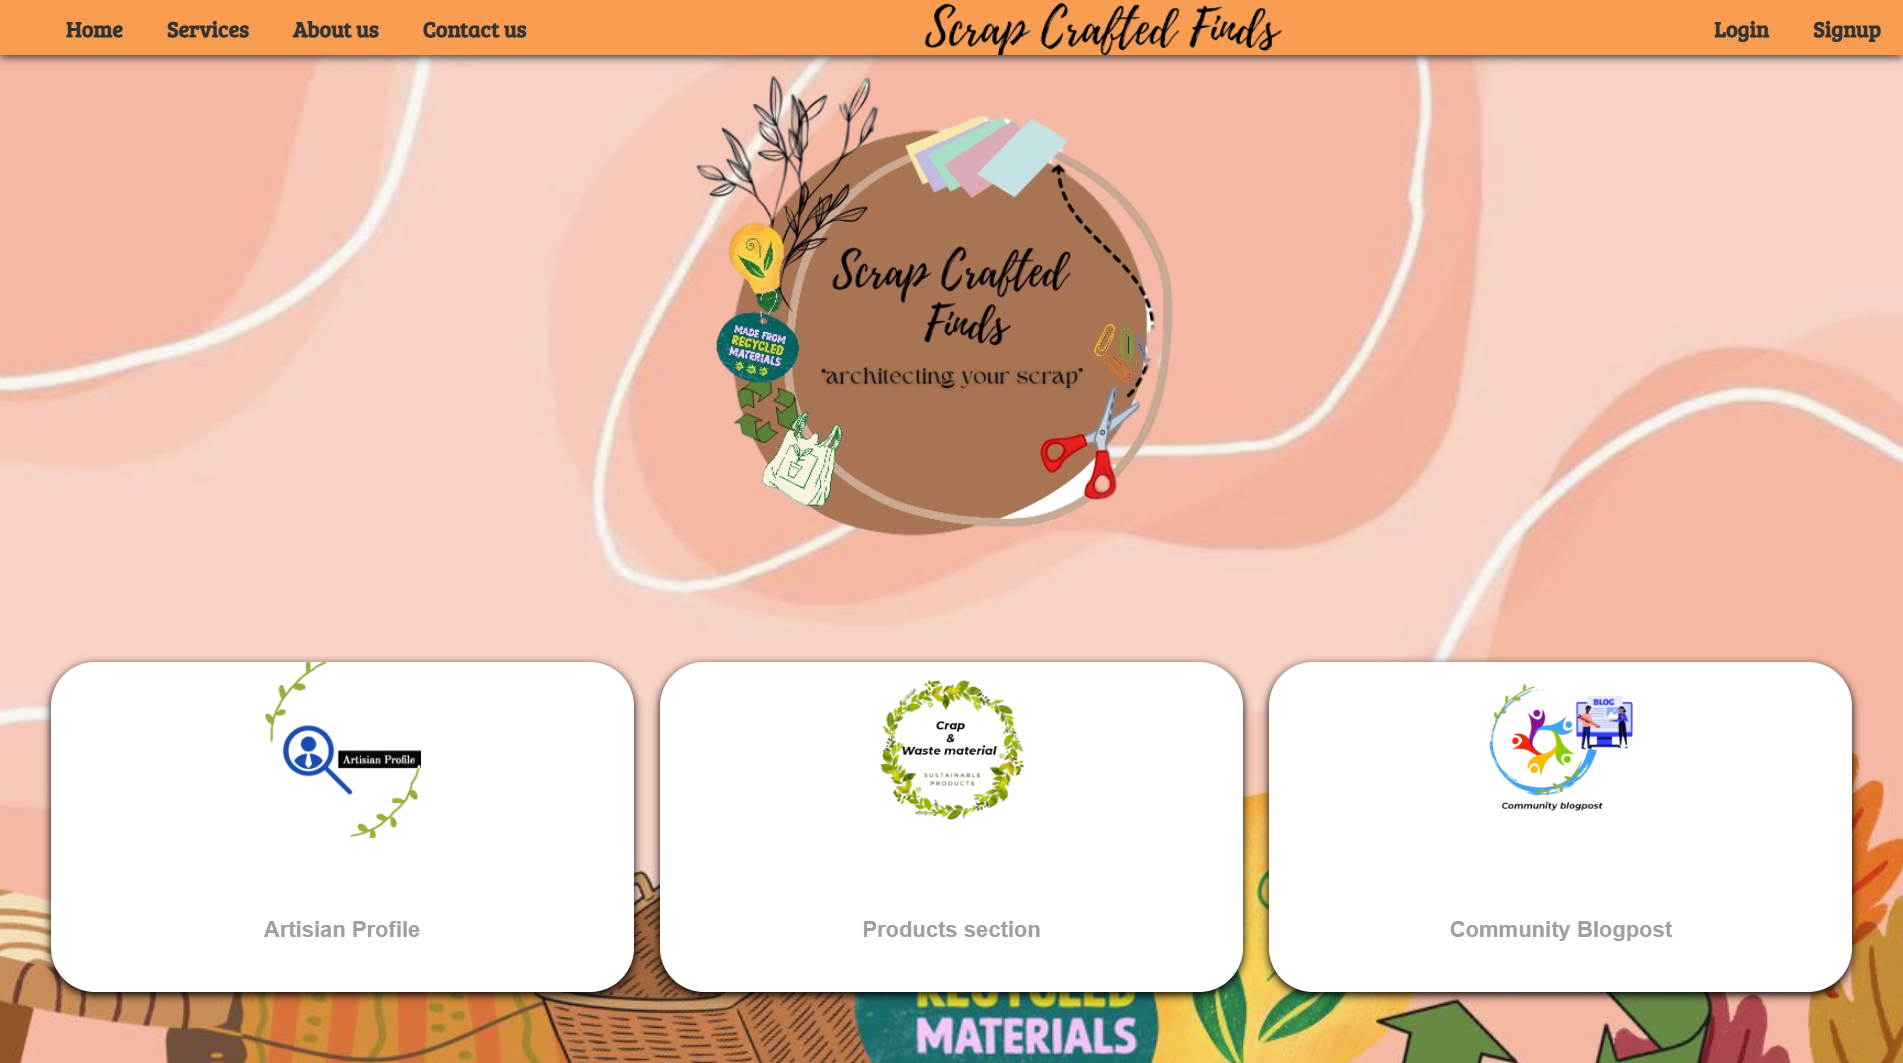 Home Services About us Contact us Scrap Crafted Finds Login Signup
Scrap Crafted
Finds
"architecting your scrap"
MADE FROM
RECYCLED
MATERIALS
Artisian Profile
Crap
&
Waste material
SUSTAINABLE
PRODUCTS
BLOG
Community blogpost
Artisian Profile Products section Community Blogpost
RECYCLED
MATERIALS